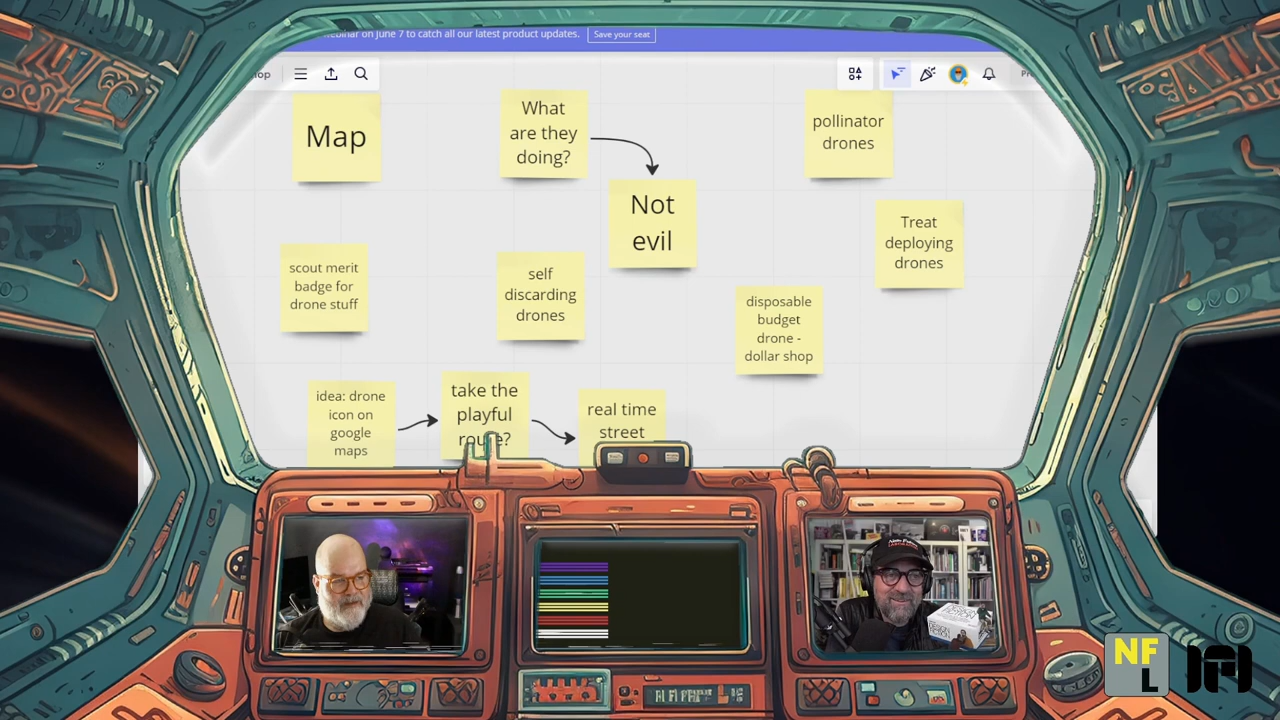 webinar on June 7 to catch all our latest product updates.
Save your seat
Map
What
are they
doing?
pollinator
drones
Not
evil
Treat
deploying
drones
scout merit
badge for
drone stuff
self
discarding
drones
disposable
budget
drone -
dollar shop
idea: drone
icon on
google
maps
take the
playful
route?
real time
street
NF
L